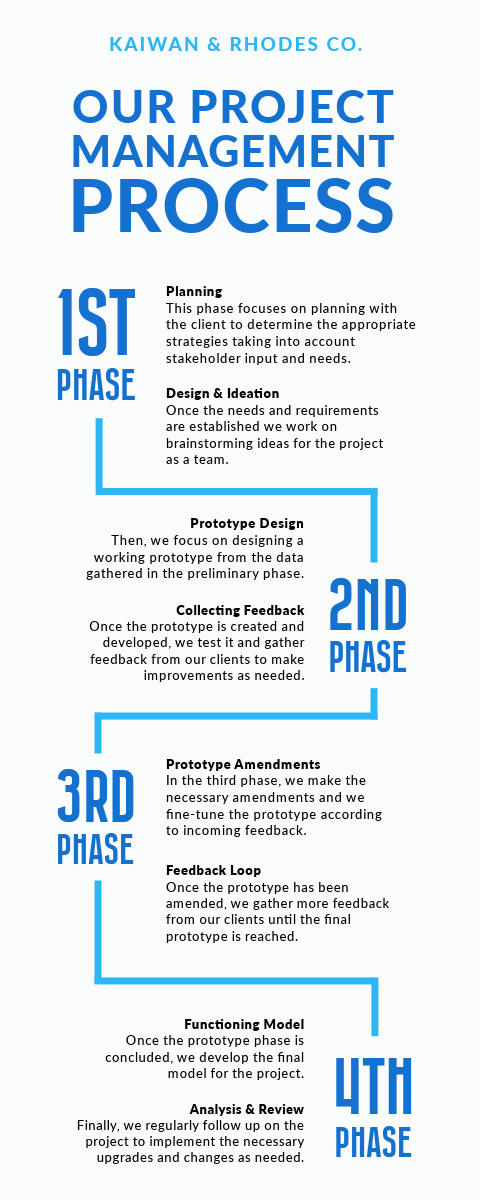 KAIWAN & RHODES CO.
OUR PROJECT
MANAGEMENT
PROCESS
1ST
PHASE
Planning
This phase focuses on planning with
the client to determine the appropriate
strategies taking into account
stakeholder input and needs.
Design & Ideation
Once the needs and requirements
are established we work on
brainstorming ideas for the project
as a team.
Prototype Design
Then, we focus on designing a
working prototype from the data
gathered in the preliminary phase.
Collecting Feedback
Once the prototype is created and
developed, we test it and gather
feedback from our clients to make
improvements as needed.
2ND
PHASE
3RD
PHASE
Prototype Amendments
In the third phase, we make the
necessary amendments and we
fine-tune the prototype according
to incoming feedback.
Feedback Loop
Once the prototype has been
amended, we gather more feedback
from our clients until the final
prototype is reached.
Functioning Model
Once the prototype phase is
concluded, we develop the final
model for the project.
Analysis & Review
Finally, we regularly follow up on the
project to implement the necessary
upgrades and changes as needed.
4TH
PHASE